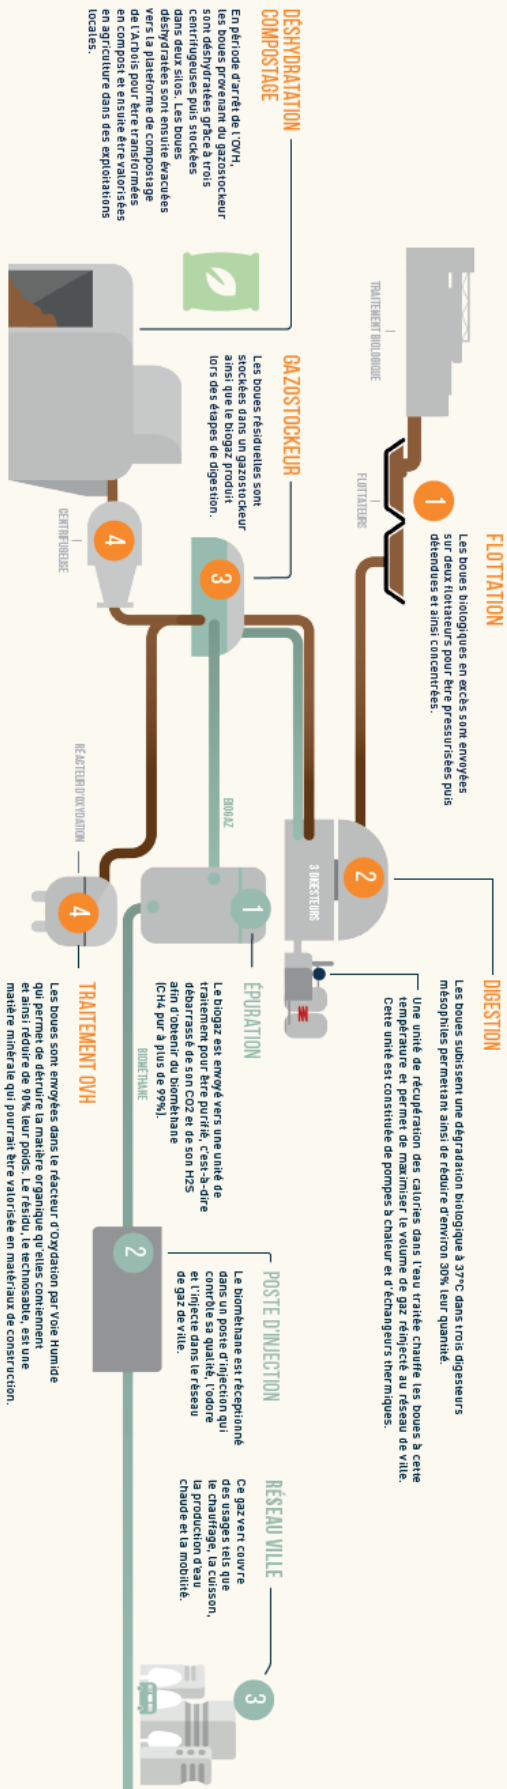 FLOTTATION
Les boues biologiques en excès sont envoyées
sur deux flottateurs pour être pressurisées puis
détendues et ainsi concentrées.
1
TRAITEMENT BIOLOGIQUE
FLOTTATEURS
DIGESTION
Les boues subissent une dégradation biologique à 37°C dans trois digesteurs
mésophiles permettant ainsi de réduire d'environ 30% leur quantité.
Une unité de récupération des calories dans l'eau traitée chauffe les boues à cette
température et permet de maximiser le volume de gaz réinjecté au réseau de ville.
Cette unité est constituée de pompes à chaleur et d'échangeurs thermiques.
2
3 DIGESTEURS
GAZOSTOCKEUR
Les boues résiduelles sont
stockées dans un gazostockeur
ainsi que le biogaz produit
lors des étapes de digestion.
3
DÉSHYDRATATION
COMPOSTAGE
En période d'arrêt de l'OVH,
les boues provenant du gazostockeur
sont déshydratées grâce à trois
centrifugeuses puis stockées
dans deux silos. Les boues
déshydratées sont ensuite évacuées
vers la plateforme de compostage
de l'Arbois pour être transformées
en compost et ensuite être valorisées
en agriculture dans des exploitations
locales.
4
CENTRIFUGEUSE
BIOGAZ
1
ÉPURATION
Le biogaz est envoyé vers une unité de
traitement pour être purifié, c'est-à-dire
débarrassé de son CO2 et de son H2S
afin d'obtenir du biométhane
(CH4 pur à plus de 99%).
BIOMÉTHANE
2
POSTE D'INJECTION
Le biométhane est réceptionné
dans un poste d'injection qui
contrôle sa qualité, l'odore
et l'injecte dans le réseau
de gaz de ville.
RÉSEAU VILLE
Ce gaz vert couvre
des usages tels que
le chauffage, la cuisson,
la production d'eau
chaude et la mobilité.
3
RÉACTEUR D'OXYDATION
4
TRAITEMENT OVH
Les boues sont envoyées dans le réacteur d'Oxydation par Voie Humide
qui permet de détruire la matière organique qu'elles contiennent
et ainsi réduire de 90% leur poids. Le résidu, le technosable, est une
matière minérale qui pourrait être valorisée en matériaux de construction.